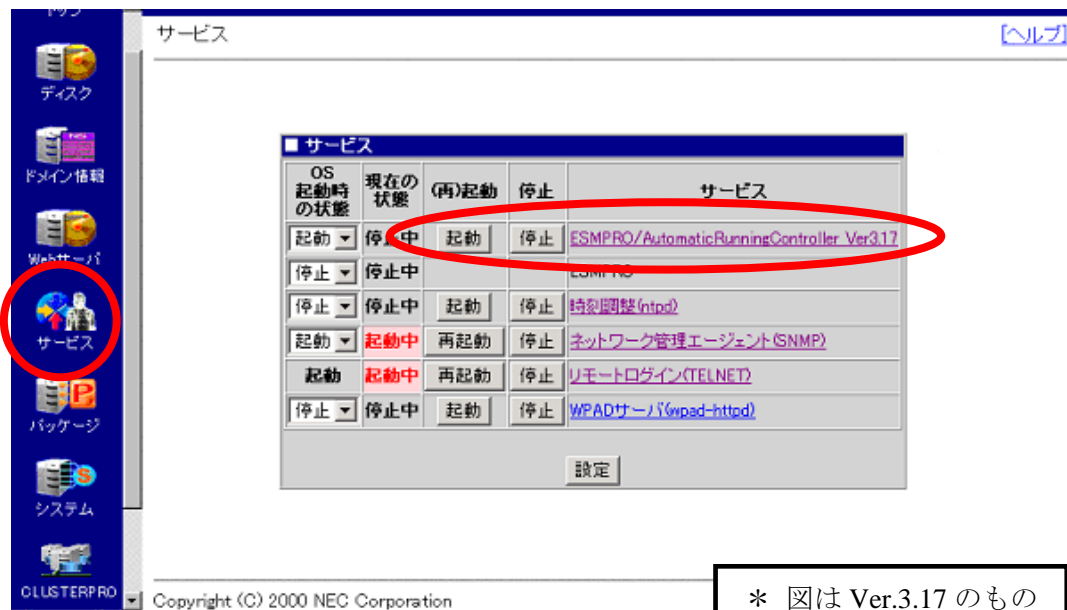 サービス
[ヘルプ]
ディスク
ドメイン情報
Webサーバ
サービス
パッケージ
システム
CLUSTERPRO
■ サービス
OS起動時の状態 現在の状態 (再)起動 停止 サービス
起動 停止中 起動 停止 ESMPRO/AutomaticRunningController Ver3.17
停止 停止中 ESMPRO
停止 停止中 起動 停止 時刻調整(ntpd)
起動 起動中 再起動 停止 ネットワーク管理エージェント(SNMP)
起動 起動中 再起動 停止 リモートログイン(TELNET)
停止 停止中 起動 停止 WPADサーバ(wpad-httpd)
設定
Copyright (C) 2000 NEC Corporation
＊ 図は Ver.3.17 のもの